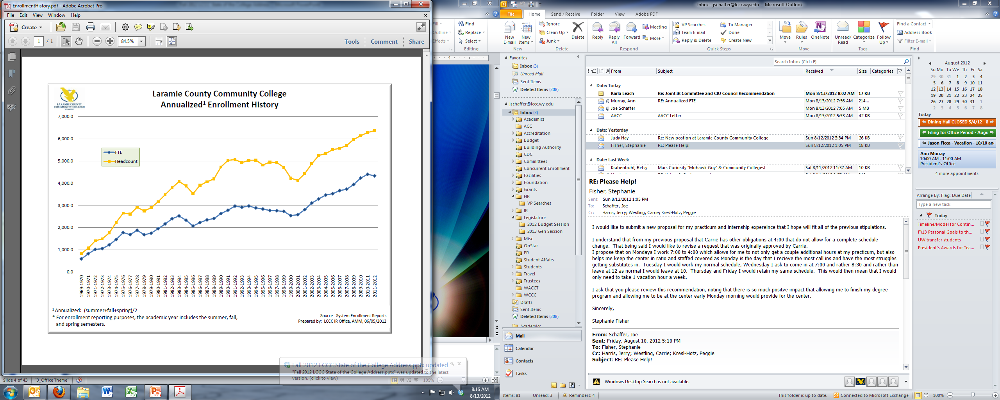 EnrollmentHistory.pdf - Adobe Acrobat Pro
File Edit View Window Help
Create
1 / 1 84.5% Tools Comment Share
LARAMIE COUNTY
COMMUNITY COLLEGE
Laramie County Community College
Annualized¹ Enrollment History
7,000.0
6,000.0
5,000.0
4,000.0
3,000.0
2,000.0
1,000.0
0.0
FTE
Headcount
1969-1970
1970-1971
1971-1972
1972-1973
1973-1974
1974-1975
1975-1976
1976-1977
1977-1978
1978-1979
1979-1980
1980-1981
1981-1982
1982-1983
1983-1984
1984-1985
1985-1986
1986-1987
1987-1988
1988-1989
1989-1990
1990-1991
1991-1992
1992-1993
1993-1994
1994-1995
1995-1996
1996-1997
1997-1998
1998-1999
1999-2000
2000-2001
2001-2002
2002-2003
2003-2004
2004-2005
2005-2006
2006-2007
2007-2008
2008-2009
2009-2010
2010-2011
2011-2012
¹ Annualized: (summer+fall+spring)/2
* For enrollment reporting purposes, the academic year includes the summer, fall,
and spring semesters.
Source: System Enrollment Reports
Prepared by: LCCC IR Office, AMM, 06/05/2012
Find
Replace
Select
Editing
4
Fall 2012 LCCC State of the College Address.pptx updated
"Fall 2012 LCCC State of the College Address.pptx" was updated to the latest
version. (click to view)
Slide 4 of 43 "3_Office Theme" 105%
8:16 AM
8/13/2012
Inbox - jschaffer@lccc.wy.edu - Microsoft Outlook
File Home Send / Receive Folder View Adobe PDF
New E-mail
New Items
New
Ignore
Clean Up
Junk
Delete
Delete
Reply
Reply All
Forward
Meeting
More
Respond
VP Searches
Team E-mail
Reply & Delete
To Manager
Done
Create New
Quick Steps
Move
Rules
OneNote
Move
Unread/ Read
Categorize
Follow Up
Tags
Find a Contact
Address Book
Filter E-mail
Find
Favorites
Inbox (3)
Unread Mail
Sent Items
Deleted Items (308)
jschaffer@lccc.wy.edu
Inbox (3)
Academics
ACC
Accreditation
Budget
Building Authority
CDC
Committees
Concurrent Enrollment
Facilities
Foundation
Grants
HR
VP Searches
IR
Legislature
2012 Budget Session
2013 Gen Session
Misc
OnStar
PR
Student Affairs
Students
Travel
Trustees
WACCT
WCCC
Drafts
Sent Items
Deleted Items (308)
Academics
Mail
Calendar
Contacts
Tasks
Search Inbox (Ctrl+E)
From Subject Received Size Categories
Date: Today
Karla Leach Re: Joint IR Committee and CIO Council Recommendation Mon 8/13/2012 8:02 AM 17 KB
Murray, Ann RE: Annualized FTE Mon 8/13/2012 7:56 AM 214...
Joe Schaffer Mon 8/13/2012 7:05 AM 5 MB
AACC AACC Letter Mon 8/13/2012 5:33 AM 42 KB
Date: Yesterday
Judy Hay Re: New postion at Laramie County Community College Sun 8/12/2012 3:34 PM 26 KB
Fisher, Stephanie RE: Please Help! Sun 8/12/2012 1:05 PM 18 KB
Date: Last Week
Krahenbuhl, Betsy Mars Curiosity "Mohawk Guy" & Community Colleges! Sat 8/11/2012 11:37 AM 10 KB
RE: Please Help!
Fisher, Stephanie
Sent: Sun 8/12/2012 1:05 PM
To: Schaffer, Joe
Cc: Harris, Jerry; Westling, Carrie; Kresl-Hotz, Peggie
I would like to submit a new proposal for my practicum and internship expereince that I hope will fit all of the previous stipulations.
I understand that from my previous proposal that Carrie has other obligations at 4:00 that do not allow for a complete schedule
change. That being said I would like to revise a request that was originally approved by Carrie.
I propose that on Mondays I work 7:00 to 4:00 which allows for me to not only get a couple additional hours at my practicum, but also
helps me keep the center in ratio and staffed covered as Monday is the day that I recieve the most call ins and have the most struggles
getting substitutes in. Tuesday I would work my normal schedule, Wednesday I ask to come in at 7:00 and rather 8:30 and rather than
leave at 12 as normal I would leave at 10. Thursday and Friday I would retain my same schedule. This would then mean that I would
only need to take 1 vacation hour a week.
I ask that you please review this recommendation, noting that there is so much positve impact that allowing me to finish my degree
program and allowing me to be at the center early Monday morning would provide for the center.
Sincerely,
Stephanie Fisher
From: Schaffer, Joe
Sent: Friday, August 10, 2012 5:10 PM
To: Fisher, Stephanie
Cc: Harris, Jerry; Westling, Carrie; Kresl-Hotz, Peggie
Subject: RE: Please Help!
Windows Desktop Search is not available.
August 2012
Su Mo Tu We Th Fr Sa
29 30 31 1 2 3 4
5 6 7 8 9 10 11
12 13 14 15 16 17 18
19 20 21 22 23 24 25
26 27 28 29 30 31 1
2 3 4 5 6 7 8
Today
Dining Hall CLOSED 5/4/12 - 8
Filing for Office Period - Augu
Jason Ficca - Vacation - 10/10 and
Ann Murray
10:00 AM - 11:00 AM
President's Office
4 more appointments
Arrange By: Flag: Due Date
Type a new task
Today
Timeline/Model for Contin...
FY13 Personal Goals to th...
UW transfer students
President's Awards for Tea...
Items: 81 Unread: 3 Reminders: 4 This folder is up to date. Connected to Microsoft Exchange 100%